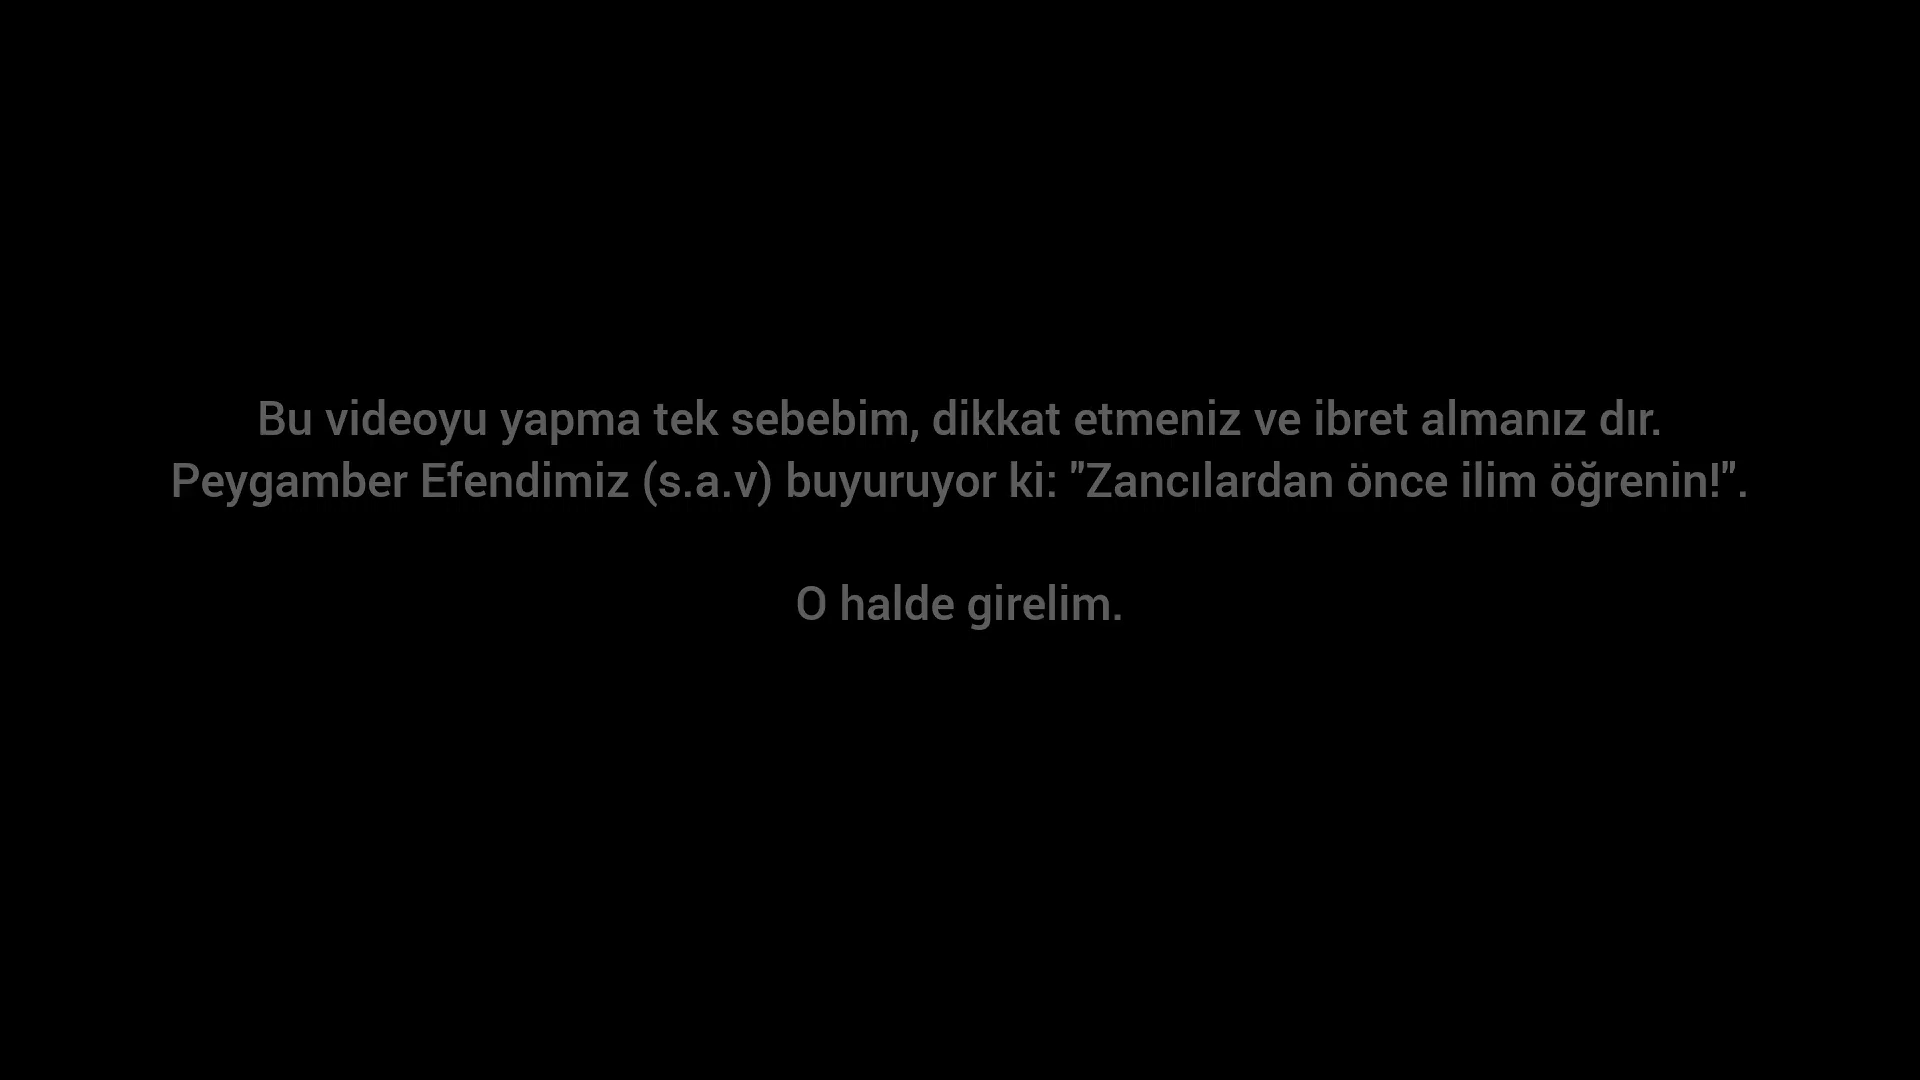 Bu videoyu yapma tek sebebim, dikkat etmeniz ve ibret almanız dır.
Peygamber Efendimiz (s.a.v) buyuruyor ki: "Zancılardan önce ilim öğrenin!".
O halde girelim.